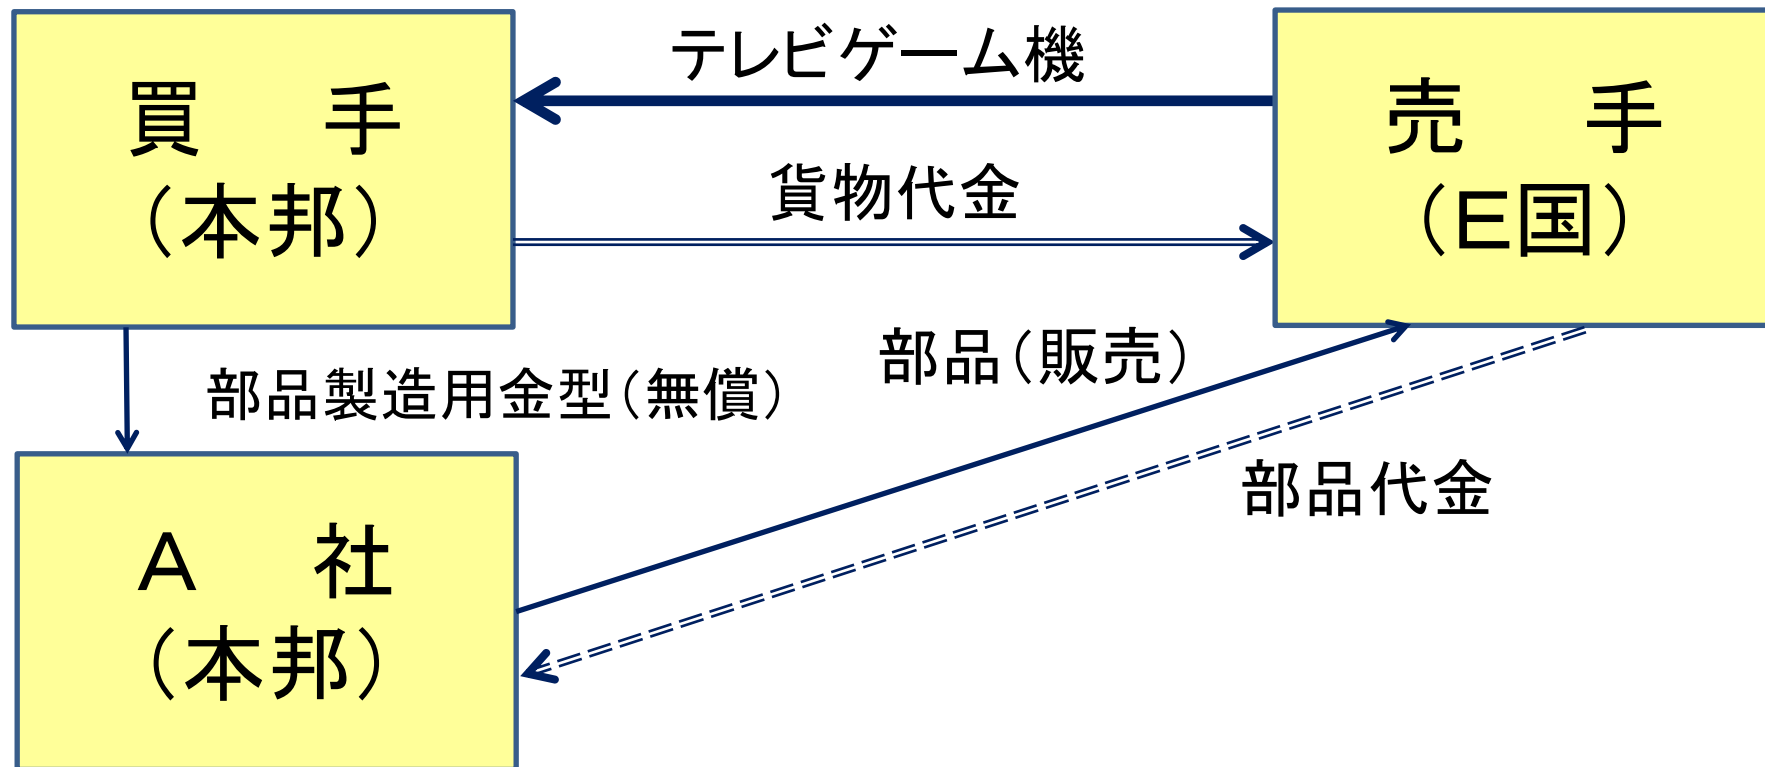 テレビゲーム機
買　手
（本邦）
売　手
（E国）
貨物代金
部品（販売）
部品製造用金型（無償）
部品代金
A　社
（本邦）